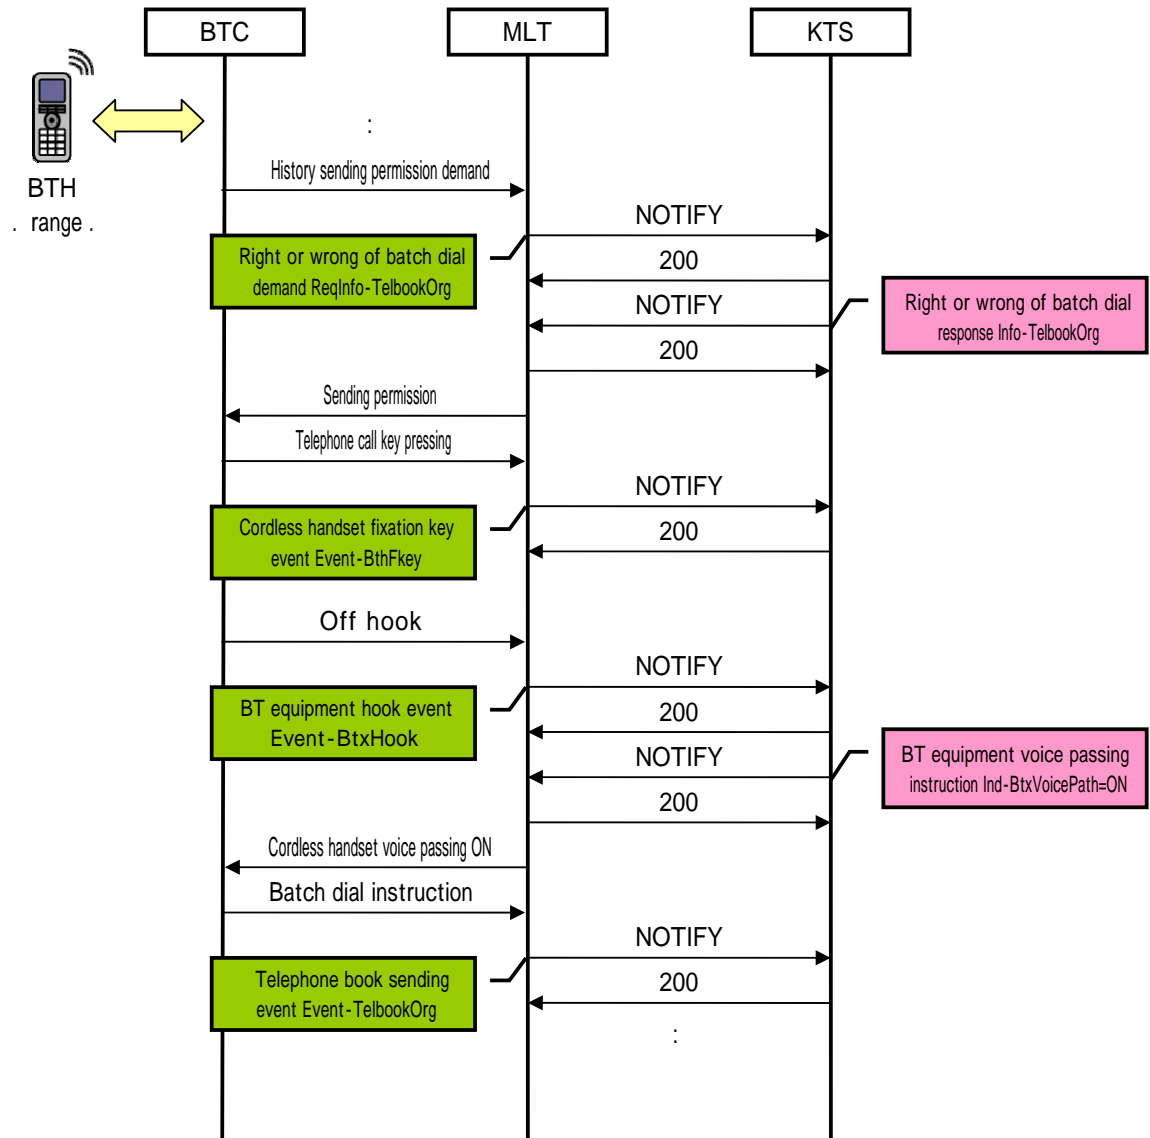 BTC
MLT
KTS
:
BTH
. range .
History sending permission demand
NOTIFY
Right or wrong of batch dial
demand ReqInfo-TelbookOrg
200
NOTIFY
Right or wrong of batch dial
response Info-TelbookOrg
200
Sending permission
Telephone call key pressing
NOTIFY
Cordless handset fixation key
event Event-BthFkey
200
Off hook
NOTIFY
BT equipment hook event
Event-BtxHook
200
NOTIFY
BT equipment voice passing
instruction Ind-BtxVoicePath=ON
200
Cordless handset voice passing ON
Batch dial instruction
NOTIFY
Telephone book sending
event Event-TelbookOrg
200
: